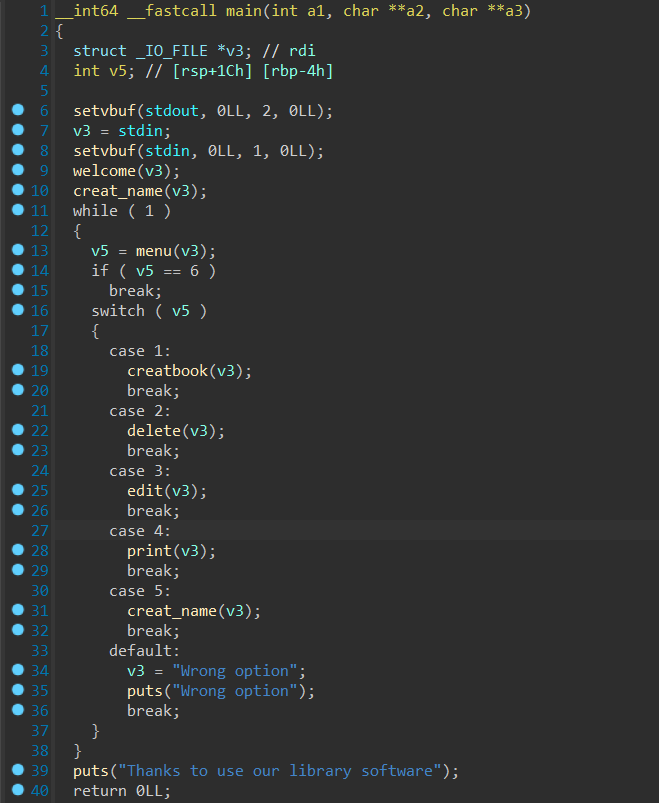 1 __int64 __fastcall main(int a1, char **a2, char **a3)
2 {
3 struct _IO_FILE *v3; // rdi
4 int v5; // [rsp+1Ch] [rbp-4h]
5
6 setvbuf(stdout, 0LL, 2, 0LL);
7 v3 = stdin;
8 setvbuf(stdin, 0LL, 1, 0LL);
9 welcome(v3);
10 creat_name(v3);
11 while ( 1 )
12 {
13 v5 = menu(v3);
14 if ( v5 == 6 )
15 break;
16 switch ( v5 )
17 {
18 case 1:
19 creatbook(v3);
20 break;
21 case 2:
22 delete(v3);
23 break;
24 case 3:
25 edit(v3);
26 break;
27 case 4:
28 print(v3);
29 break;
30 case 5:
31 creat_name(v3);
32 break;
33 default:
34 v3 = "Wrong option";
35 puts("Wrong option");
36 break;
37 }
38 }
39 puts("Thanks to use our library software");
40 return 0LL;